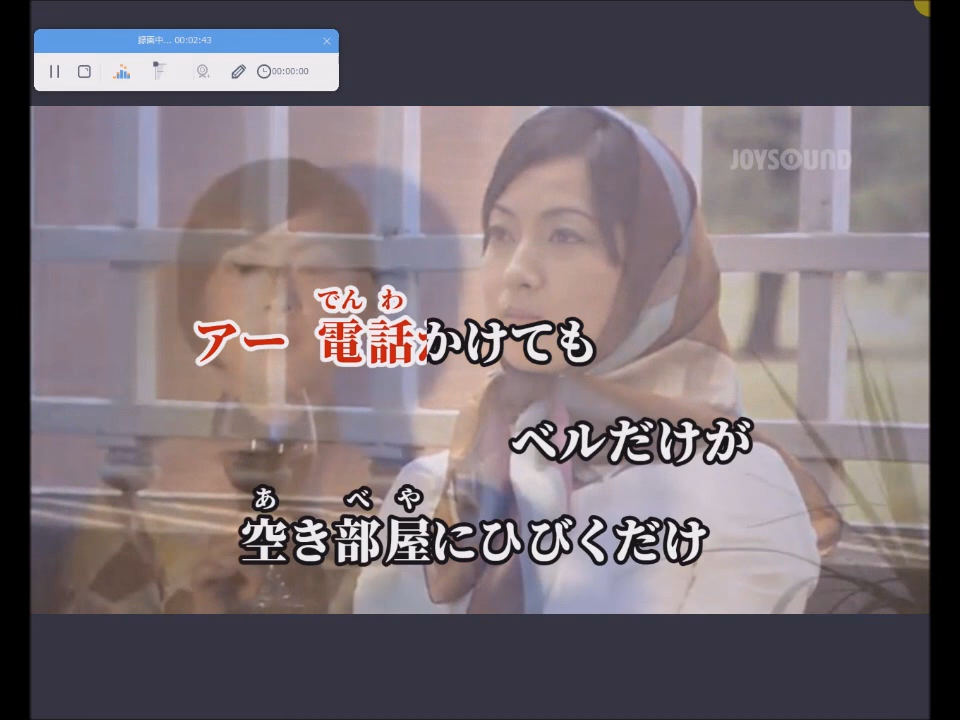 録画中... 00:02:43
00:00:00
JOYSOUND
でんわ
アー 電話かけても
ベルだけが
あべや
空き部屋にひびくだけ